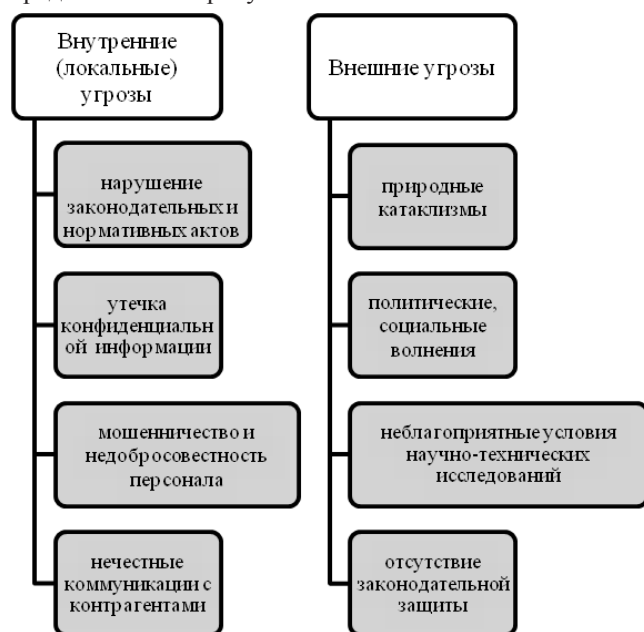 Внутренние
(локальные)
угрозы
нарушение
законодательных и
нормативных актов
утечка
конфиденциальн
ой информации
мошенничество и
недобросовестность
персонала
нечестные
коммуникации с
контрагентами
Внешние угрозы
природные
катаклизмы
политические,
социальные
волнения
неблагоприятные условия
научно-технических
исследований
отсутствие
законодательной
защиты